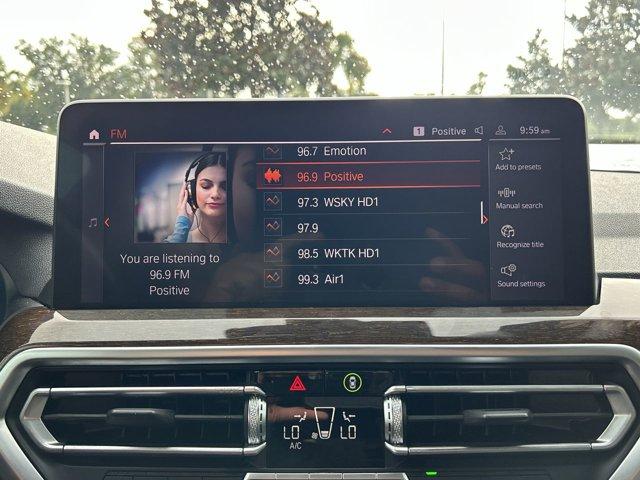 FM
1 Positive 9:59 am
96.7 Emotion
96.9 Positive
97.3 WSKY HD1
97.9
98.5 WKTK HD1
99.3 Air1
You are listening to
96.9 FM
Positive
Add to presets
Manual search
Recognize title
Sound settings
LO LO
A/C